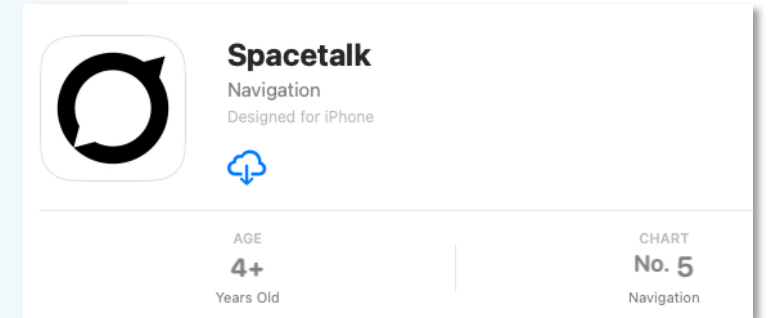 Spacetalk
Navigation
Designed for iPhone
AGE
4+
Years Old
CHART
No. 5
Navigation